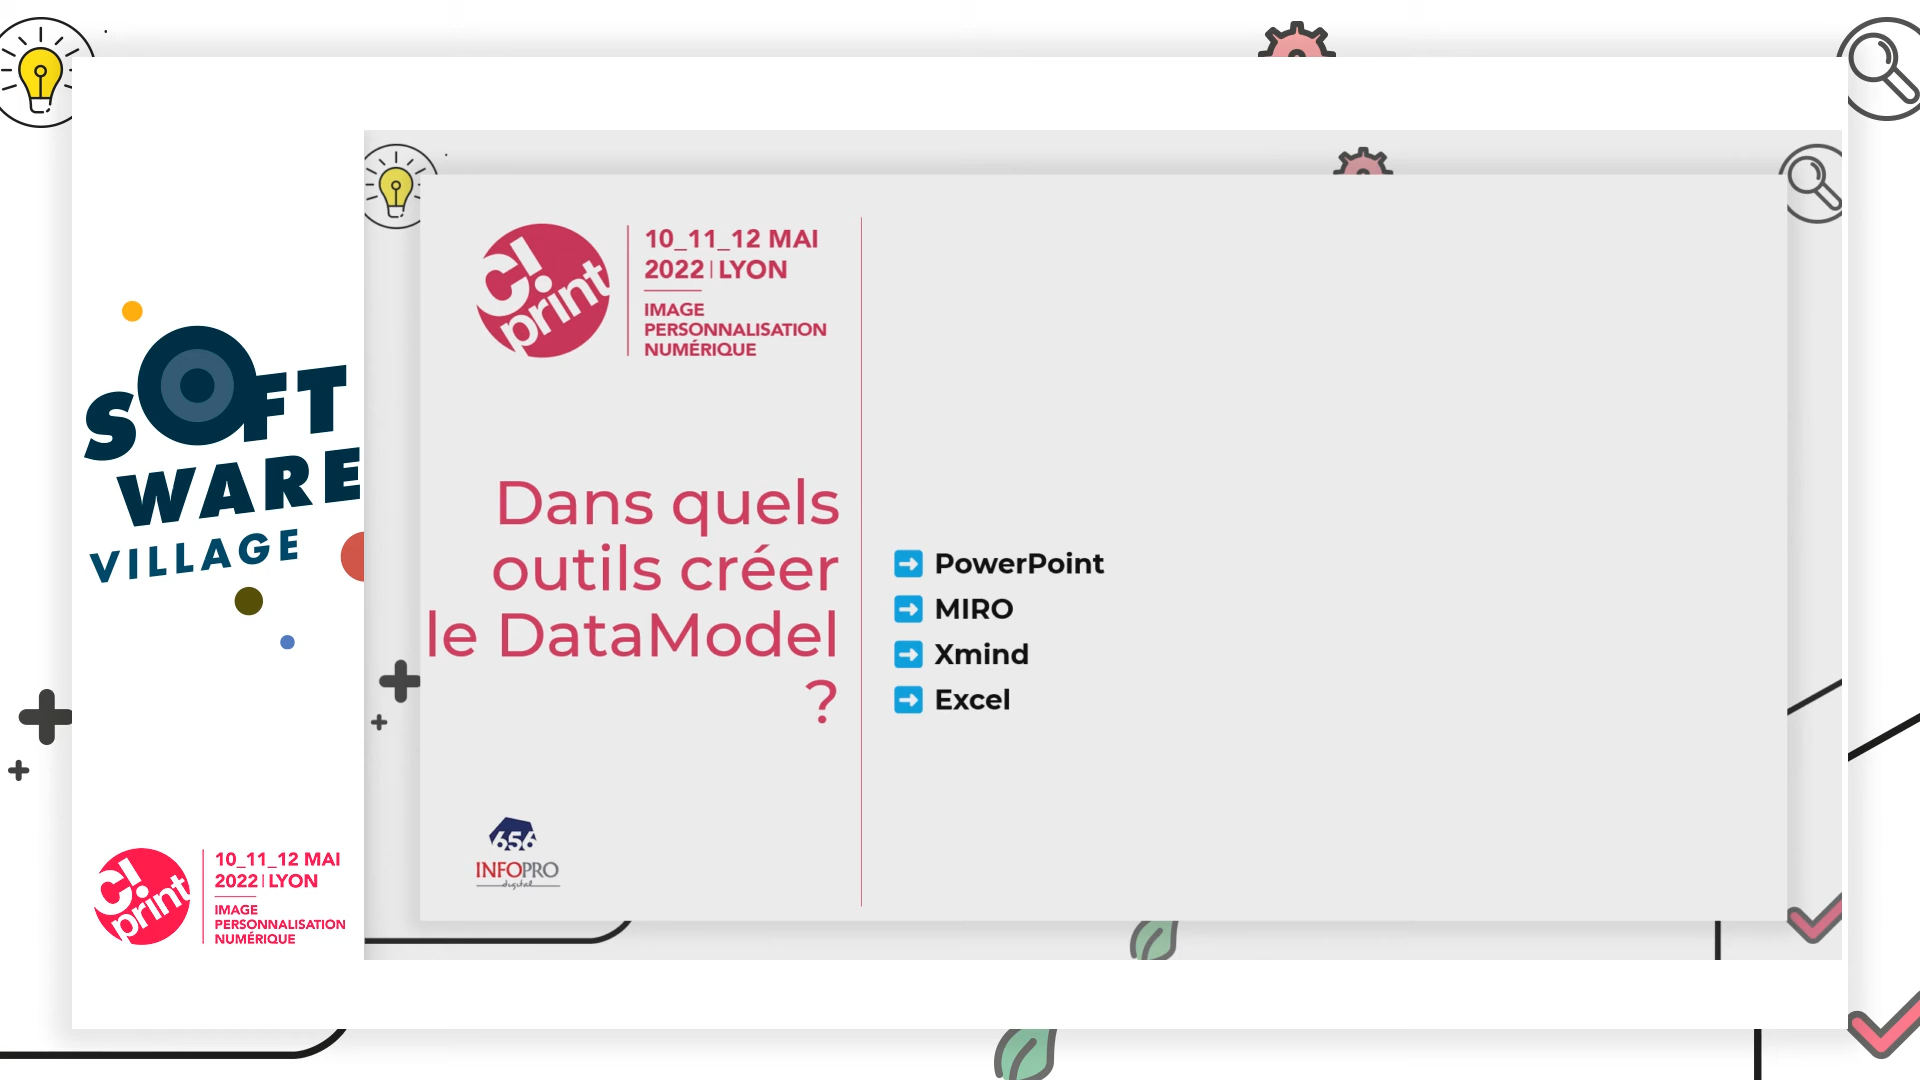 SOFT
WARE
VILLAGE
C!
print
10_11_12 MAI
2022 | LYON
IMAGE
PERSONNALISATION
NUMÉRIQUE
C!
print
10_11_12 MAI
2022 | LYON
IMAGE
PERSONNALISATION
NUMÉRIQUE
Dans quels
outils créer
le DataModel
?
PowerPoint
MIRO
Xmind
Excel
656
INFOPRO
digital